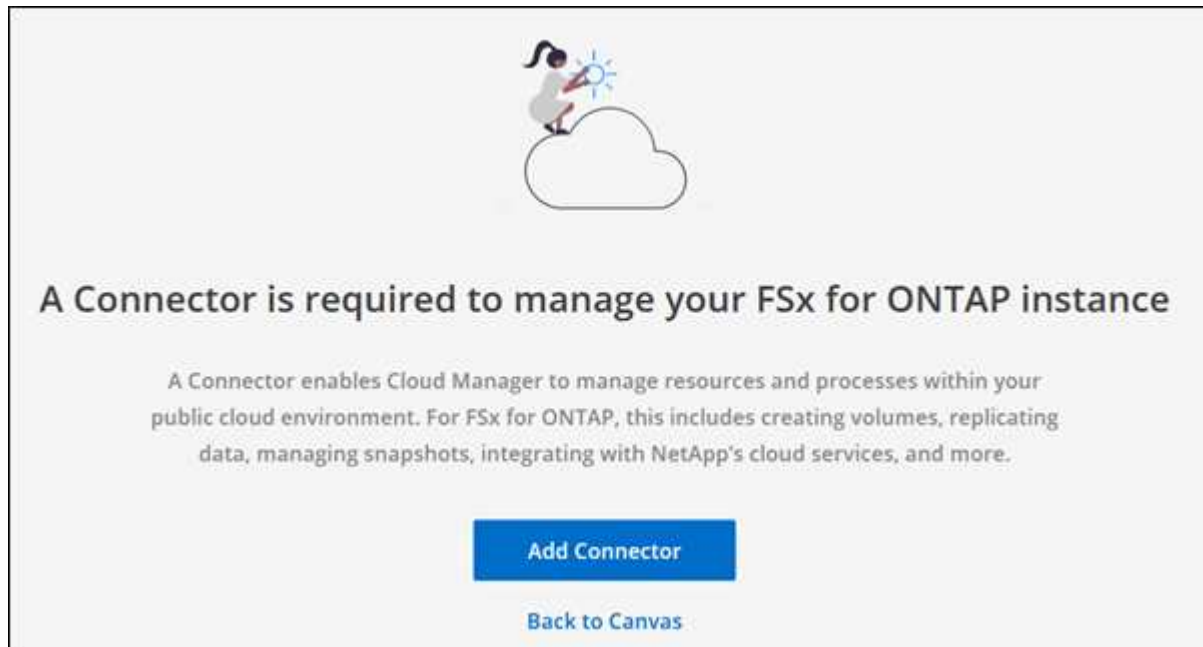 A Connector is required to manage your FSx for ONTAP instance
A Connector enables Cloud Manager to manage resources and processes within your
public cloud environment. For FSx for ONTAP, this includes creating volumes, replicating
data, managing snapshots, integrating with NetApp's cloud services, and more.
Add Connector
Back to Canvas